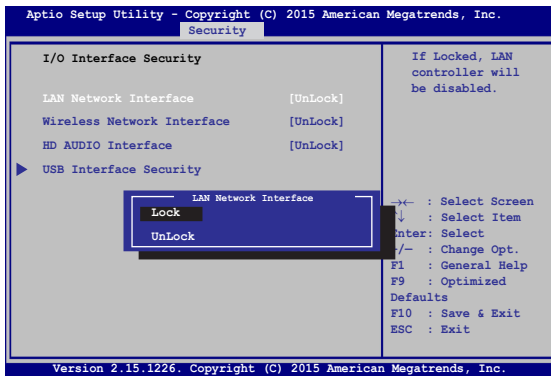 Aptio Setup Utility - Copyright (C) 2015 American Megatrends, Inc.
Security
I/O Interface Security
LAN Network Interface [UnLock]
Wireless Network Interface [UnLock]
HD AUDIO Interface [UnLock]
USB Interface Security
If Locked, LAN
controller will
be disabled.
LAN Network Interface
Lock
UnLock
→← : Select Screen
↓ : Select Item
Enter: Select
/— : Change Opt.
F1 : General Help
F9 : Optimized
Defaults
F10 : Save & Exit
ESC : Exit
Version 2.15.1226. Copyright (C) 2015 American Megatrends, Inc.